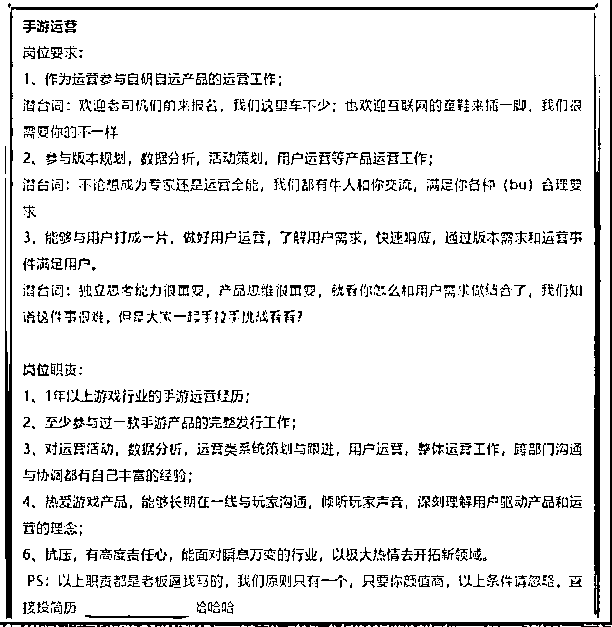 手游运营
岗位要求：
1、作为运营参与自研自运产品的运营工作；
潜台词：欢迎老司机们前来报名，我们这里车不少；也欢迎互联网的童鞋来插一脚，我们很
需要你的不一样
2、参与版本规划，数据分析，活动策划，用户运营等产品运营工作；
潜台词：不论想成为专家还是运营全能，我们都有牛人和你交流，满足你各种（bu）合理要
求
3、能够与用户打成一片，做好用户运营，了解用户需求，快速响应，通过版本需求和运营事
件满足用户。
潜台词：独立思考能力很重要，产品思维很重要，就看你怎么和用户需求做结合了，我们知
道这件事很难，但是大家一起手拉手挑战看看？
岗位职责：
1、1年以上游戏行业的手游运营经历；
2、至少参与过一款手游产品的完整发行工作；
3、对运营活动，数据分析，运营类系统策划与跟进，用户运营，整体运营工作，跨部门沟通
与协调都有自己丰富的经验；
4、热爱游戏产品，能够长期在一线与玩家沟通，倾听玩家声音，深刻理解用户驱动产品和运
营的理念；
6、抗压，有高度责任心，能面对瞬息万变的行业，以极大热情去开拓新领域。
PS：以上职责都是老板逼我写的，我们原则只有一个，只要你颜值高，以上条件请忽略，直
接投简历 ____________ 哈哈哈